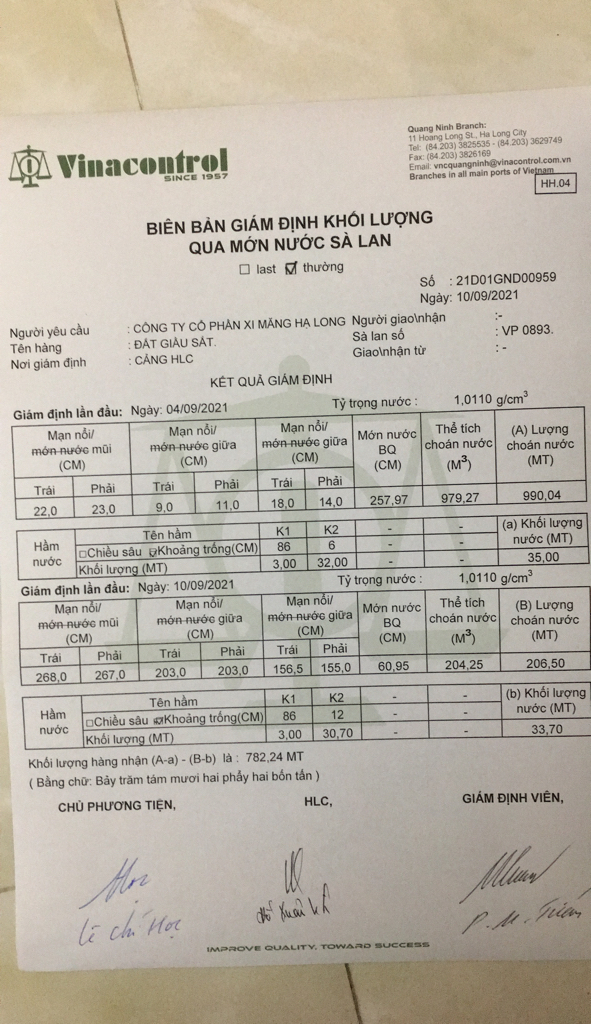 Vinacontrol
SINCE 1957
Quang Ninh Branch:
11 Hoang Long St., Ha Long City
Tel: (84.203) 3825535 - (84.203) 3629749
Fax: (84.203) 3826169
Email: vncquangninh@vinacontrol.com.vn
Branches in all main ports of Vietnam
HH.04
BIÊN BẢN GIÁM ĐỊNH KHỐI LƯỢNG
QUA MỚN NƯỚC SÀ LAN
last thường
Số : 21D01GND00959
Ngày: 10/09/2021
Người yêu cầu : CÔNG TY CỔ PHẦN XI MĂNG HẠ LONG Người giao\nhận :-
Tên hàng : ĐẤT GIÀU SẮT. Sà lan số : VP 0893.
Nơi giám định : CẢNG HLC Giao\nhận từ : -
KẾT QUẢ GIÁM ĐỊNH
Giám định lần đầu: Ngày: 04/09/2021 Tỷ trọng nước : 1,0110 g/cm3
Mạn nổi/ Mạn nổi/ Mạn nổi/ Mớn nước Thể tích (A) Lượng
món nước mũi món nước giữa món nước giữa BQ choán nước choán nước
(CM) (CM) (CM) (CM) (M3) (MT)
Trái Phải Trái Phải Trái Phải
22,0 23,0 9,0 11,0 18,0 14,0 257,97 979,27 990,04
Hầm nước Tên hầm K1 K2 - - (a) Khối lượng nước (MT)
Chiều sâu Khoảng trống(CM) 86 6 - -
Khối lượng (MT) 3,00 32,00 - - 35,00
Giám định lần đầu: Ngày: 10/09/2021 Tỷ trọng nước : 1,0110 g/cm3
Mạn nổi/ Mạn nổi/ Mạn nổi/ Mớn nước Thể tích (B) Lượng
món nước mũi món nước giữa món nước giữa BQ choán nước choán nước
(CM) (CM) (CM) (CM) (M3) (MT)
Trái Phải Trái Phải Trái Phải
268,0 267,0 203,0 203,0 156,5 155,0 60,95 204,25 206,50
Hầm nước Tên hầm K1 K2 - - (b) Khối lượng nước (MT)
Chiều sâu Khoảng trống(CM) 86 12 - -
Khối lượng (MT) 3,00 30,70 - - 33,70
Khối lượng hàng nhận (A-a) - (B-b) là : 782,24 MT
( Bằng chữ: Bảy trăm tám mươi hai phẩy hai bốn tấn )
CHỦ PHƯƠNG TIỆN, HLC, GIÁM ĐỊNH VIÊN,
Lê Chí Học
IMPROVE QUALITY, TOWARD SUCCESS